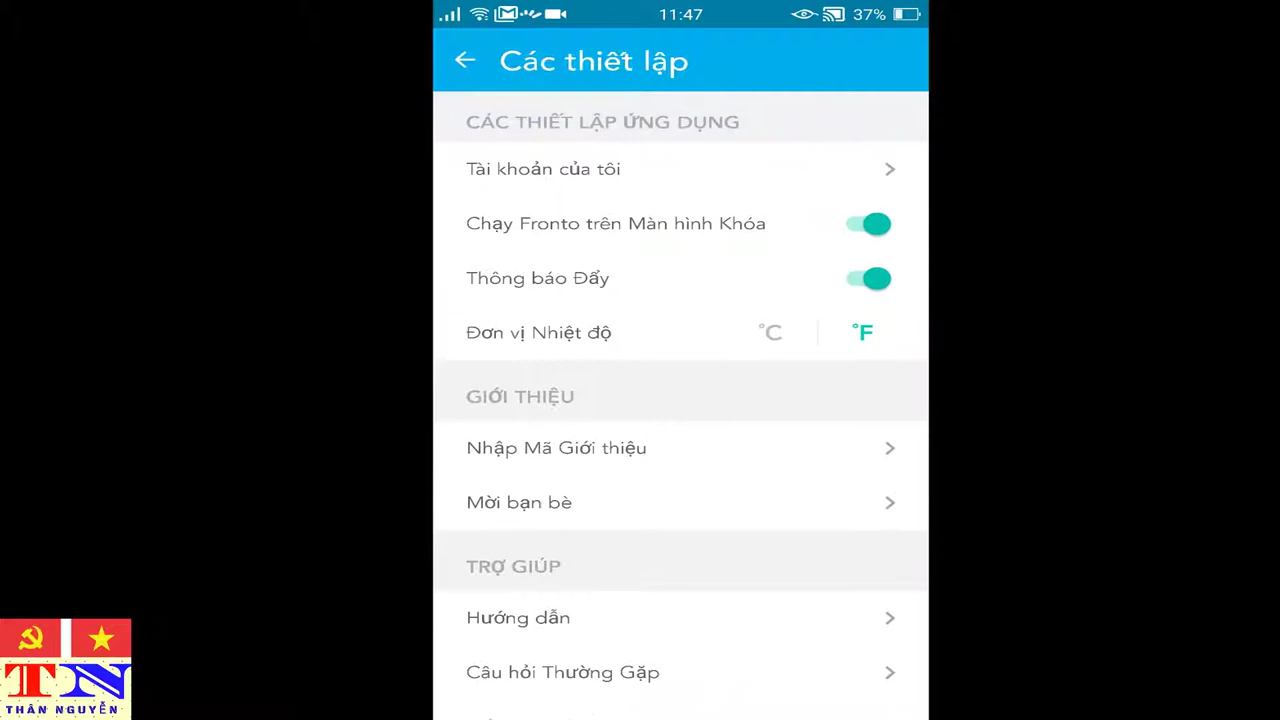 11:47
37%
Các thiết lập
CÁC THIẾT LẬP ỨNG DỤNG
Tài khoản của tôi
Chạy Fronto trên Màn hình Khóa
Thông báo Đẩy
Đơn vị Nhiệt độ
°C
°F
GIỚI THIỆU
Nhập Mã Giới thiệu
Mời bạn bè
TRỢ GIÚP
Hướng dẫn
Câu hỏi Thường Gặp
TN
THÂN NGUYỄN